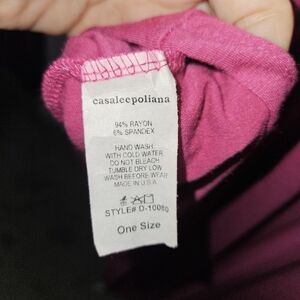 casaleepoliana
94% RAYON
6% SPANDEX
HAND WASH
WITH COLD WATER
DO NOT BLEACH
TUMBLE DRY LOW
WASH BEFORE WEAR
MADE IN U.S.A
STYLE# D-10060
One Size